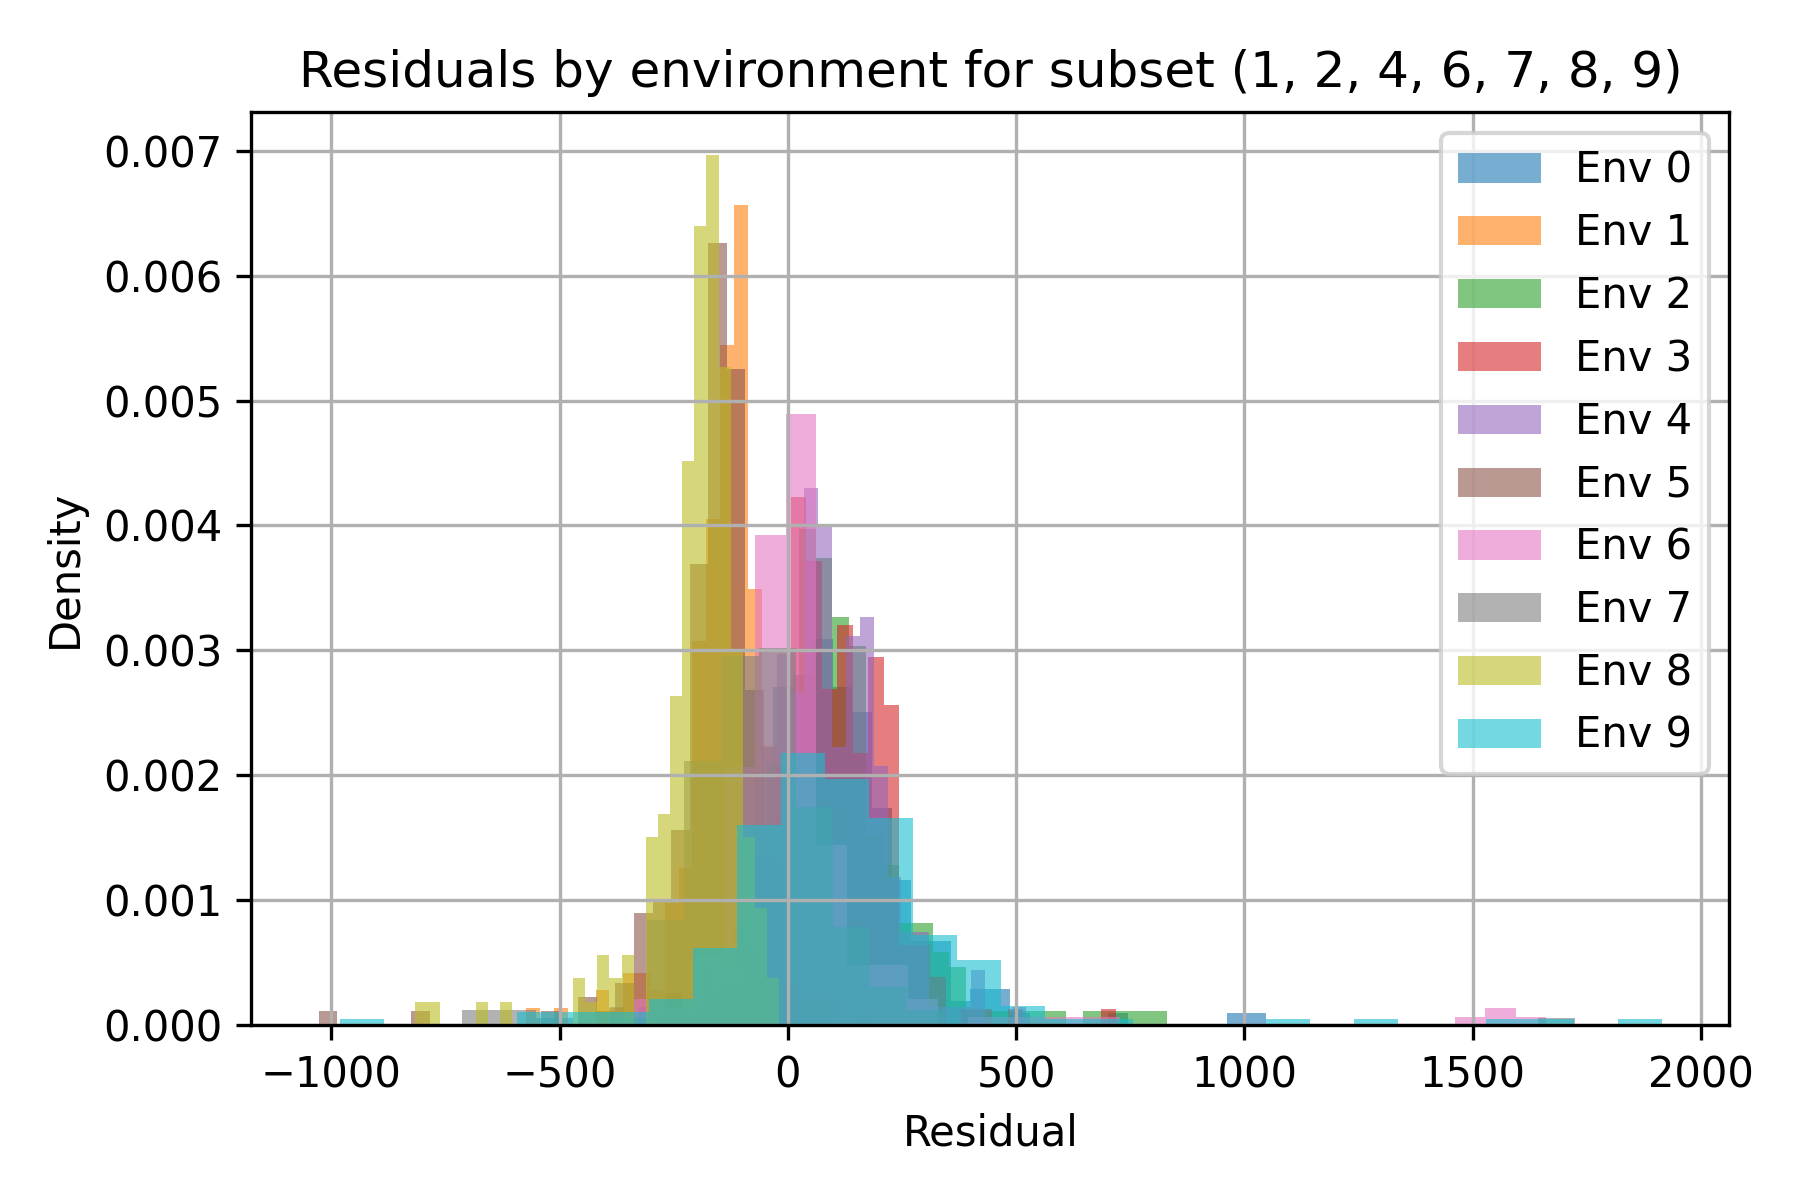 Residuals by environment for subset (1, 2, 4, 6, 7, 8, 9)
0.007
0.006
0.005
0.004
0.003
0.002
0.001
0.000
Density
−1000
−500
0
500
1000
1500
2000
Residual
Env 0
Env 1
Env 2
Env 3
Env 4
Env 5
Env 6
Env 7
Env 8
Env 9